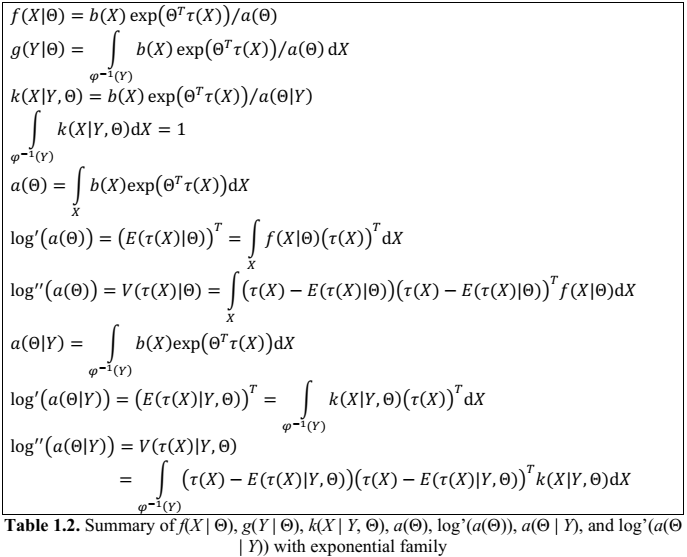 f(X|Θ) = b(X) exp(Θ^T τ(X))/a(Θ)
g(Y|Θ) = ∫_{φ^{-1}(Y)} b(X) exp(Θ^T τ(X))/a(Θ) dX
k(X|Y, Θ) = b(X) exp(Θ^T τ(X))/a(Θ|Y)
∫_{φ^{-1}(Y)} k(X|Y, Θ)dX = 1
a(Θ) = ∫_X b(X)exp(Θ^T τ(X))dX
log′(a(Θ)) = (E(τ(X)|Θ))^T = ∫_X f(X|Θ)(τ(X))^T dX
log′′(a(Θ)) = V(τ(X)|Θ) = ∫_X (τ(X) − E(τ(X)|Θ))(τ(X) − E(τ(X)|Θ))^T f(X|Θ)dX
a(Θ|Y) = ∫_{φ^{-1}(Y)} b(X)exp(Θ^T τ(X))dX
log′(a(Θ|Y)) = (E(τ(X)|Y, Θ))^T = ∫_{φ^{-1}(Y)} k(X|Y, Θ)(τ(X))^T dX
log′′(a(Θ|Y)) = V(τ(X)|Y, Θ)
= ∫_{φ^{-1}(Y)} (τ(X) − E(τ(X)|Y, Θ))(τ(X) − E(τ(X)|Y, Θ))^T k(X|Y, Θ)dX
Table 1.2. Summary of f(X | Θ), g(Y | Θ), k(X | Y, Θ), a(Θ), log’(a(Θ)), a(Θ | Y), and log’(a(Θ
| Y)) with exponential family